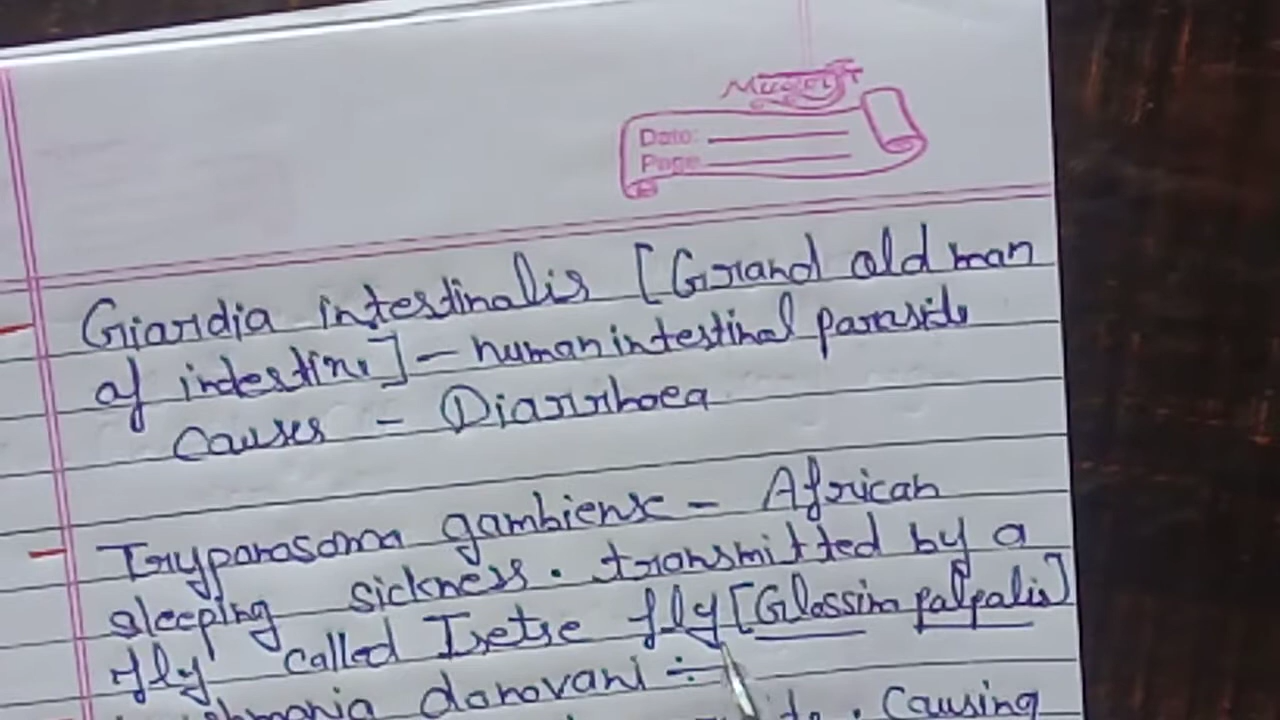 Date:
Page
Giardia intestinalis [Grand old man
of intestine] – human intestinal parasite
causes – Diarrhoea
– Tryparosoma gambiense – African
sleeping sickness. transmitted by a
fly called Tsetse fly [Glossina palpalis]
donovani ÷
. Causing